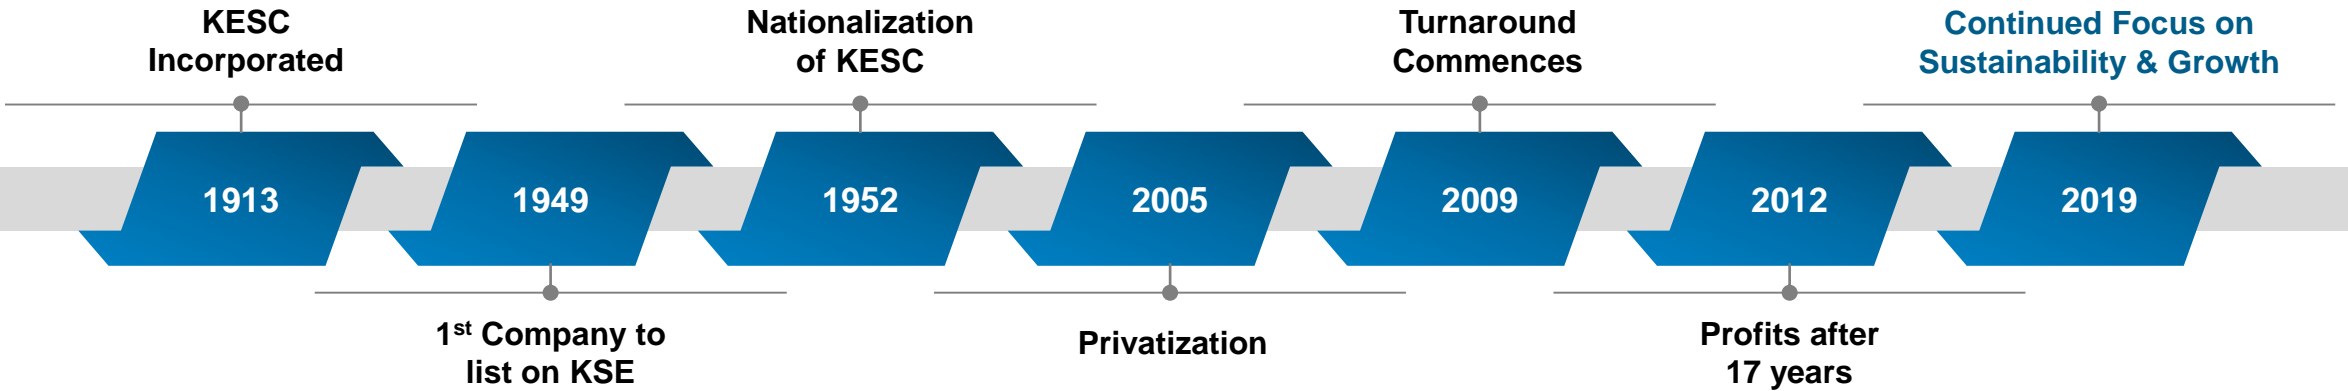 KESC
Incorporated
Nationalization
of KESC
Turnaround
Commences
Continued Focus on
Sustainability & Growth
1913
1949
1952
2005
2009
2012
2019
1st Company to
list on KSE
Privatization
Profits after
17 years